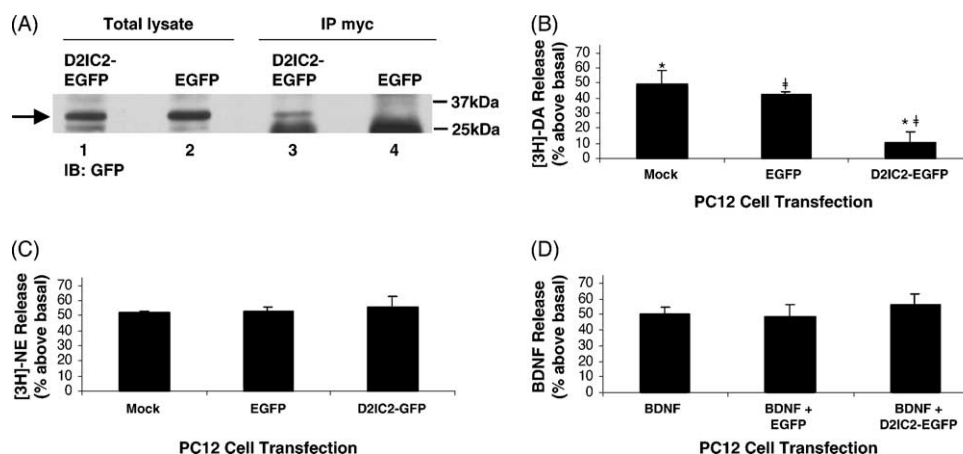 (A)
Total lysate IP myc
D2IC2-
EGFP EGFP D2IC2-
EGFP EGFP
37kDa
25kDa
1 2 3 4
IB: GFP
(B)
[3H]-DA Release
(% above basal)
70
60
50
40
30
20
10
0
* ‡ * ‡
Mock EGFP D2IC2-EGFP
PC12 Cell Transfection
(C)
[3H]-NE Release
(% above basal)
70
60
50
40
30
20
10
0
Mock EGFP D2IC2-GFP
PC12 Cell Transfection
(D)
BDNF Release
(% above basal)
70
60
50
40
30
20
10
0
BDNF BDNF +
EGFP BDNF +
D2IC2-EGFP
PC12 Cell Transfection